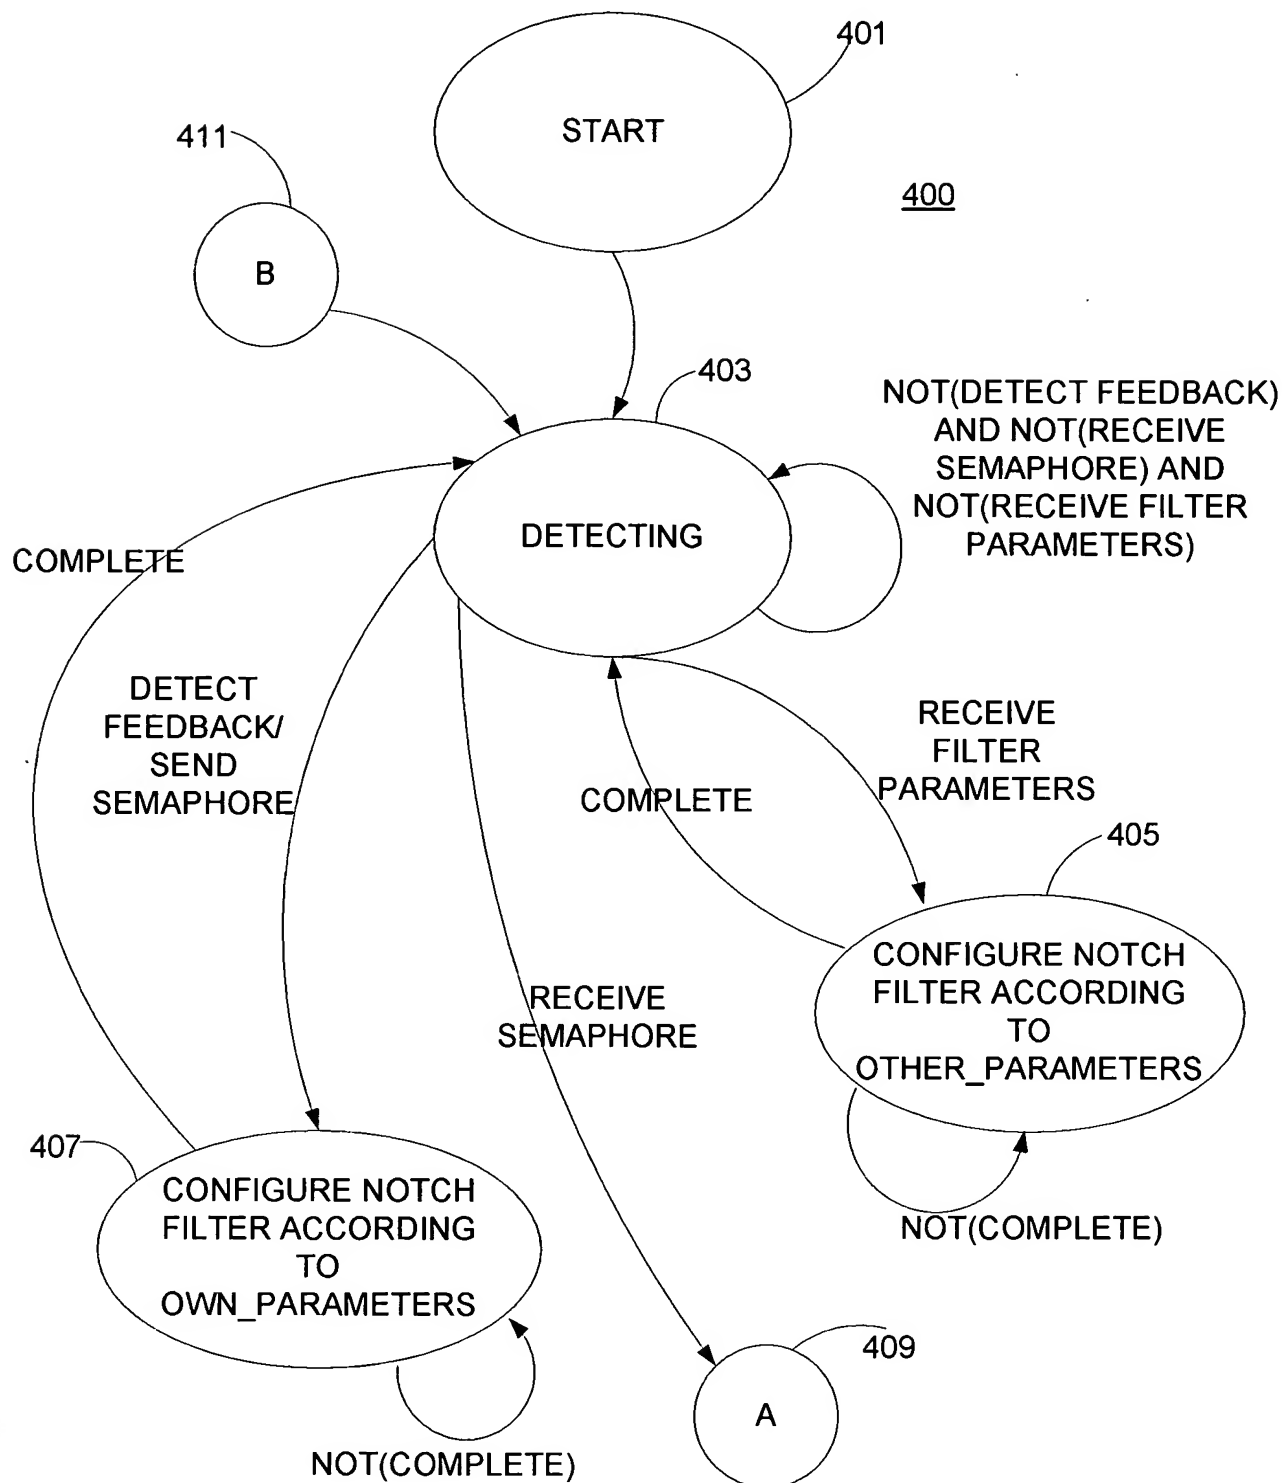 401
START
411
400
B
403
NOT(DETECT FEEDBACK)
AND NOT(RECEIVE
SEMAPHORE) AND
NOT(RECEIVE FILTER
PARAMETERS)
DETECTING
COMPLETE
DETECT
FEEDBACK/
SEND
SEMAPHORE
RECEIVE
FILTER
PARAMETERS
COMPLETE
405
CONFIGURE NOTCH
FILTER ACCORDING
TO
OTHER_PARAMETERS
RECEIVE
SEMAPHORE
407
CONFIGURE NOTCH
FILTER ACCORDING
TO
OWN_PARAMETERS
NOT(COMPLETE)
409
A
NOT(COMPLETE)